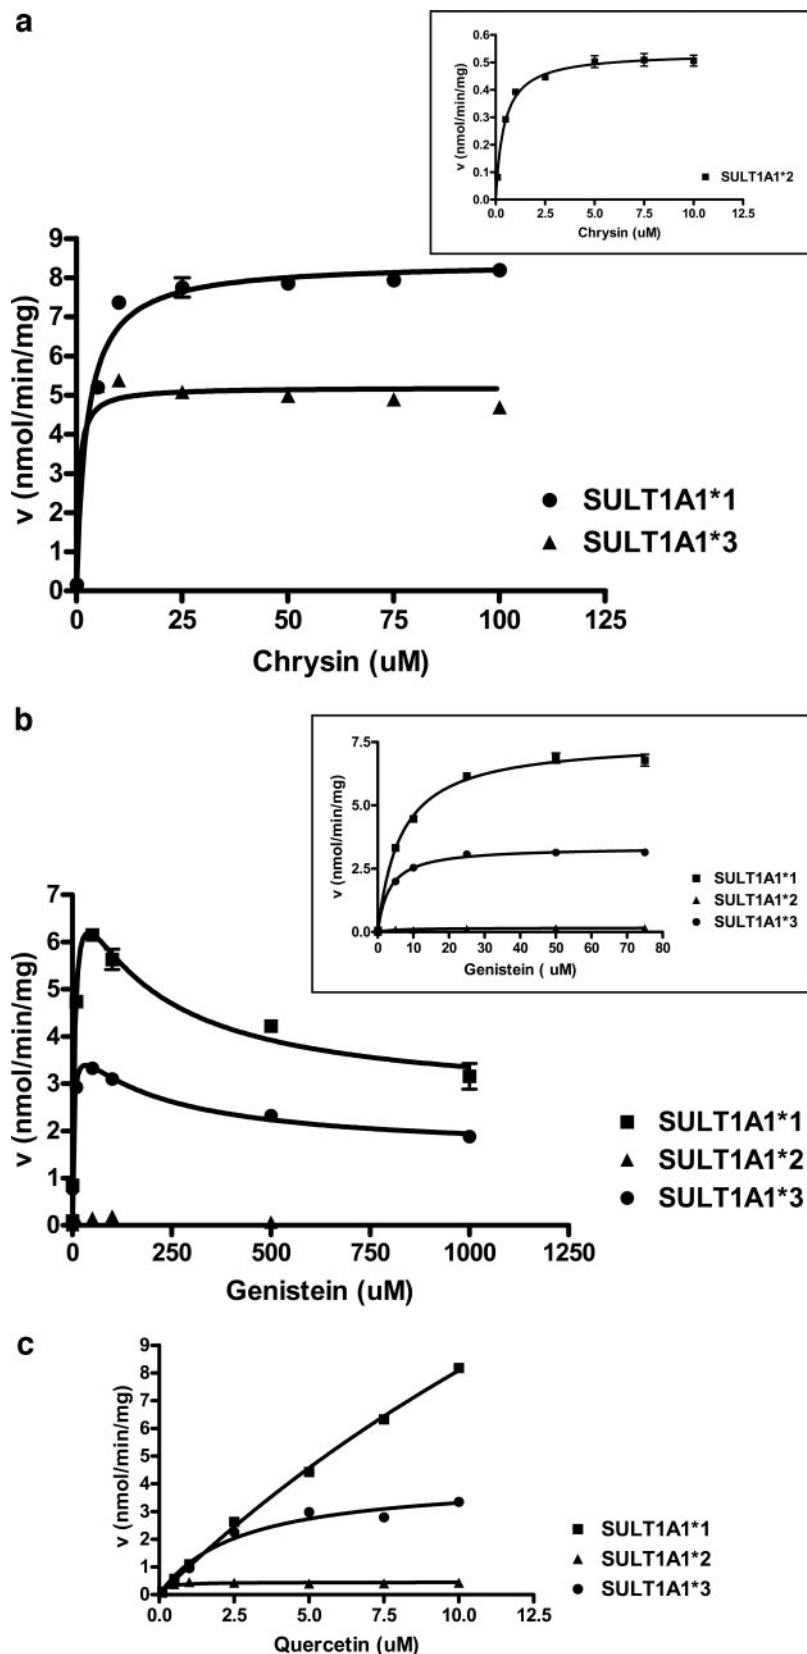 a
v (nmol/min/mg)
0.6
0.5
0.4
0.3
0.2
0.1
0.0
0.0 2.5 5.0 7.5 10.0 12.5
Chrysin (uM)
SULT1A1*2
v (nmol/min/mg)
9
8
7
6
5
4
3
2
1
0
0 25 50 75 100 125
Chrysin (uM)
SULT1A1*1
SULT1A1*3
b
v (nmol/min/mg)
7.5
5.0
2.5
0.0
0 10 20 30 40 50 60 70 80
Genistein ( uM)
SULT1A1*1
SULT1A1*2
SULT1A1*3
v (nmol/min/mg)
7
6
5
4
3
2
1
0
0 250 500 750 1000 1250
Genistein (uM)
SULT1A1*1
SULT1A1*2
SULT1A1*3
c
v (nmol/min/mg)
9
8
7
6
5
4
3
2
1
0
0.0 2.5 5.0 7.5 10.0 12.5
Quercetin (uM)
SULT1A1*1
SULT1A1*2
SULT1A1*3